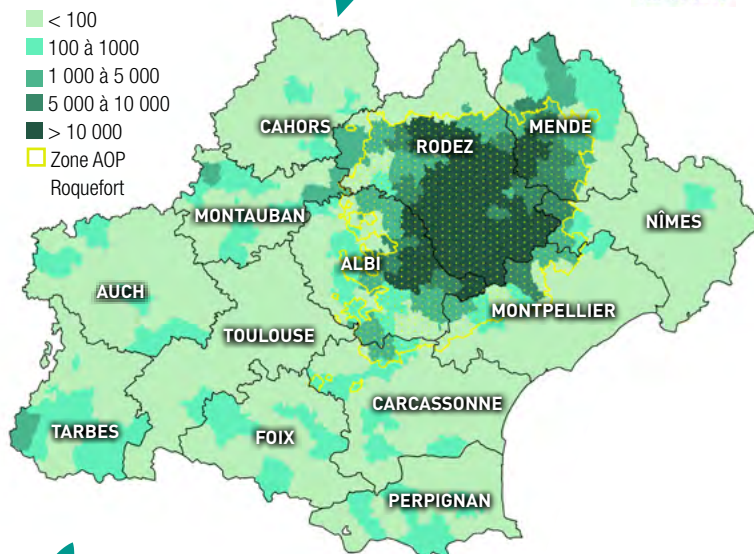 < 100
100 à 1000
1 000 à 5 000
5 000 à 10 000
> 10 000
Zone AOP
Roquefort
CAHORS
RODEZ
MENDE
MONTAUBAN
NÎMES
ALBI
AUCH
MONTPELLIER
TOULOUSE
CARCASSONNE
TARBES
FOIX
PERPIGNAN